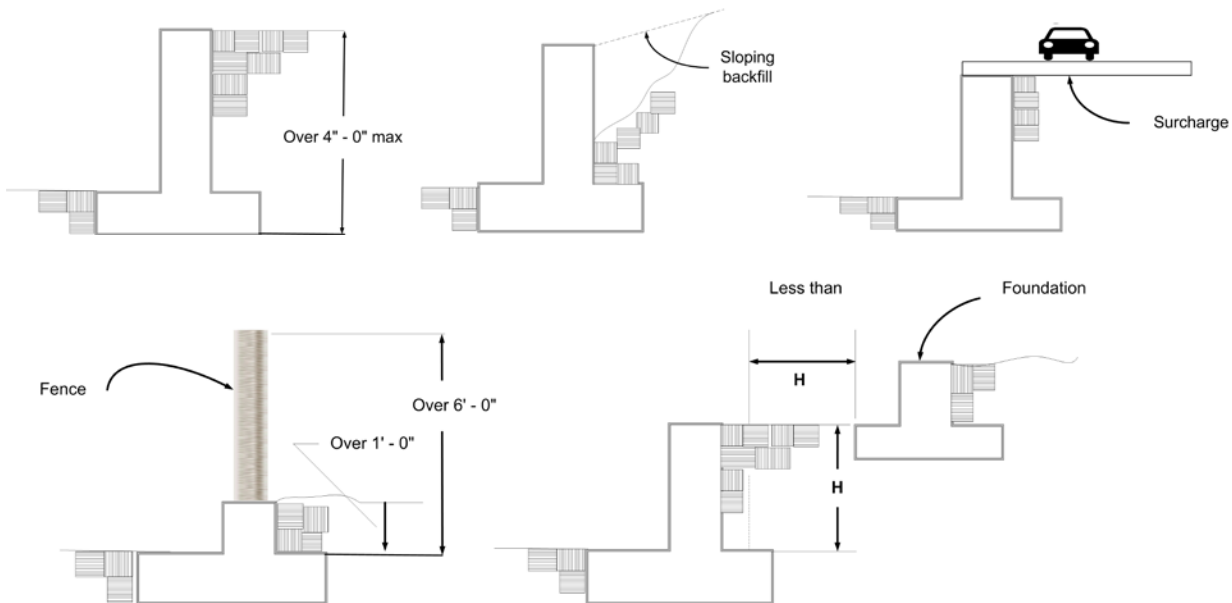 Over 4" - 0" max
Sloping
backfill
Surcharge
Fence
Over 6' - 0"
Over 1' - 0"
Less than
H
H
Foundation